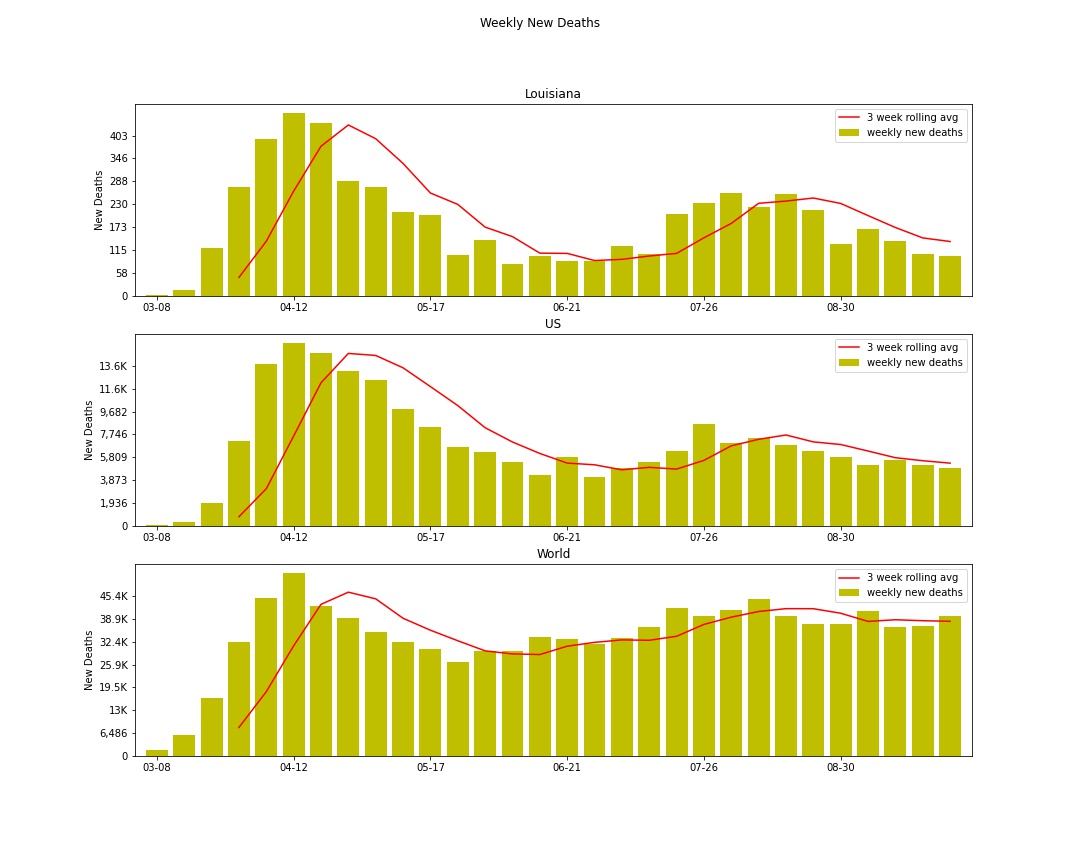 Weekly New Deaths
Louisiana
New Deaths
403
346
288
230
173
115
58
0
3 week rolling avg
weekly new deaths
03-08 04-12 05-17 06-21 07-26 08-30
US
New Deaths
13.6K
11.6K
9,682
7,746
5,809
3,873
1,936
0
3 week rolling avg
weekly new deaths
03-08 04-12 05-17 06-21 07-26 08-30
World
New Deaths
45.4K
38.9K
32.4K
25.9K
19.5K
13K
6,486
0
3 week rolling avg
weekly new deaths
03-08 04-12 05-17 06-21 07-26 08-30